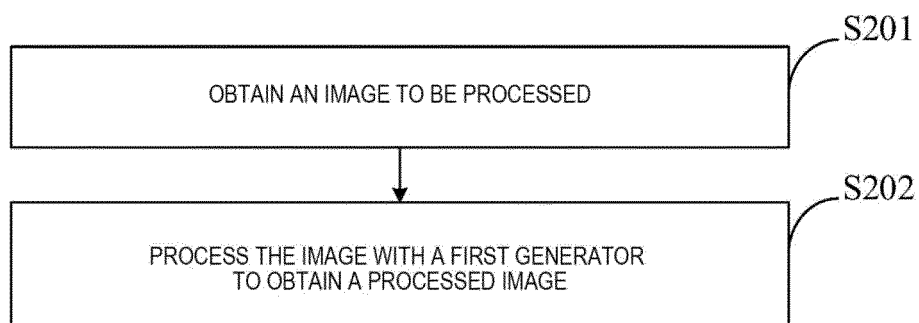 S201
OBTAIN AN IMAGE TO BE PROCESSED
S202
PROCESS THE IMAGE WITH A FIRST GENERATOR
TO OBTAIN A PROCESSED IMAGE